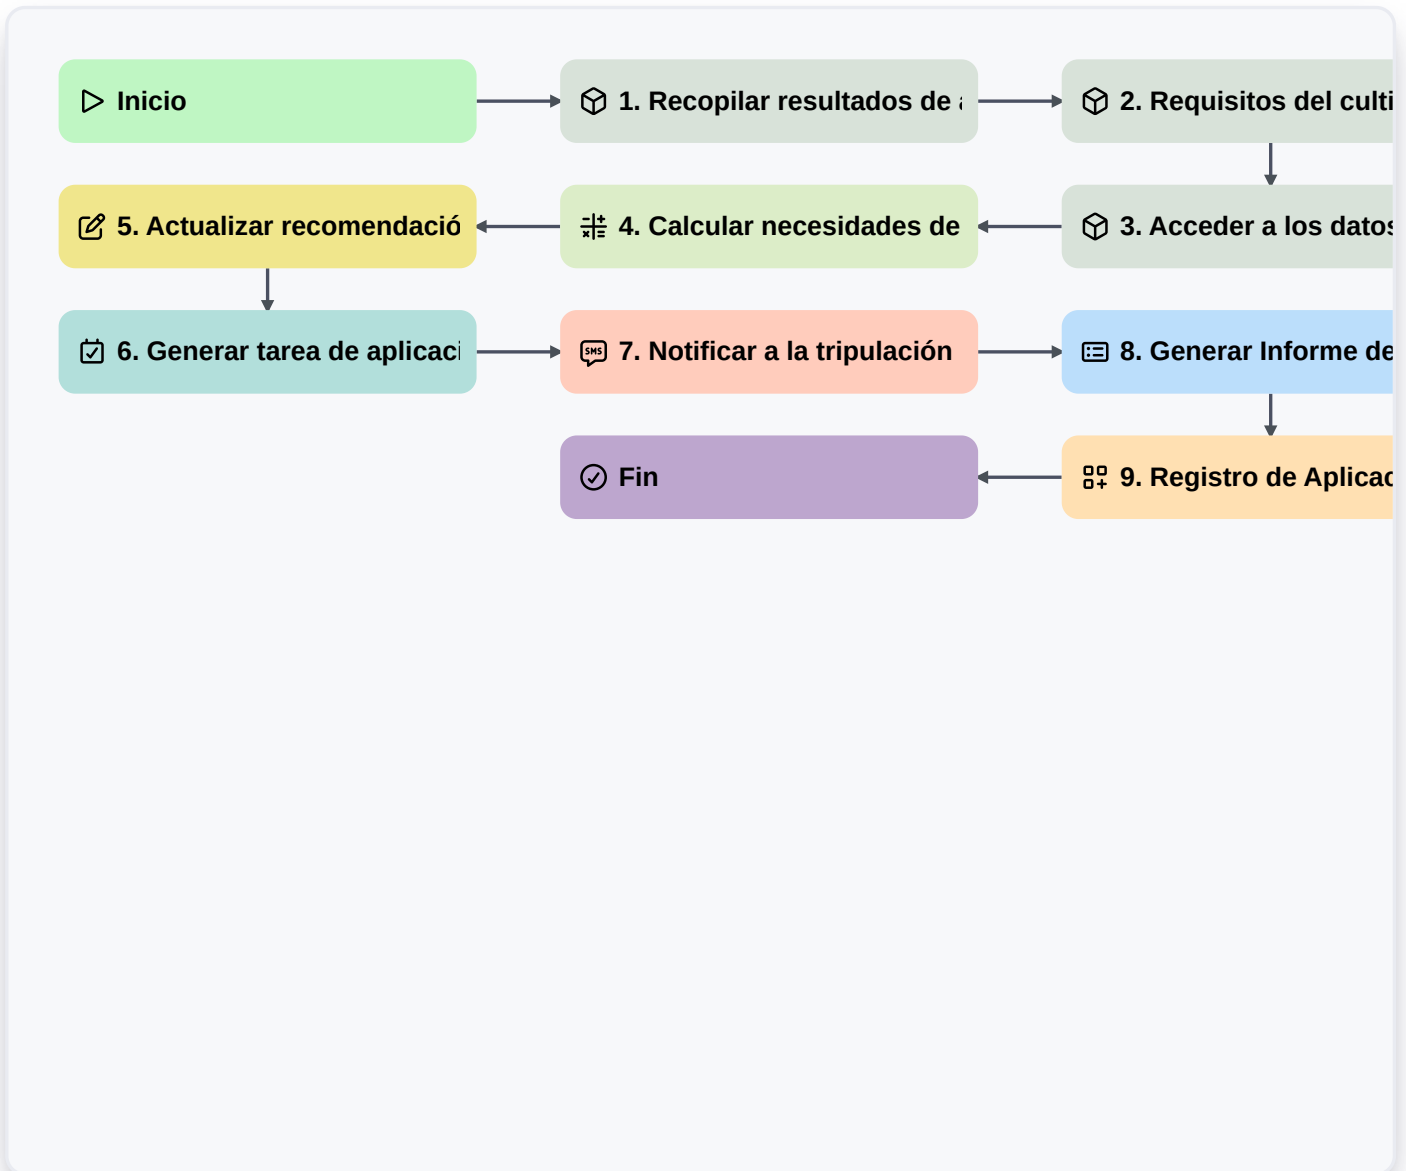 Inicio
1. Recopilar resultados de
2. Requisitos del culti
3. Acceder a los datos
4. Calcular necesidades de
5. Actualizar recomendació
6. Generar tarea de aplicaci
7. Notificar a la tripulación
SMS
8. Generar Informe de
9. Registro de Aplicac
Fin